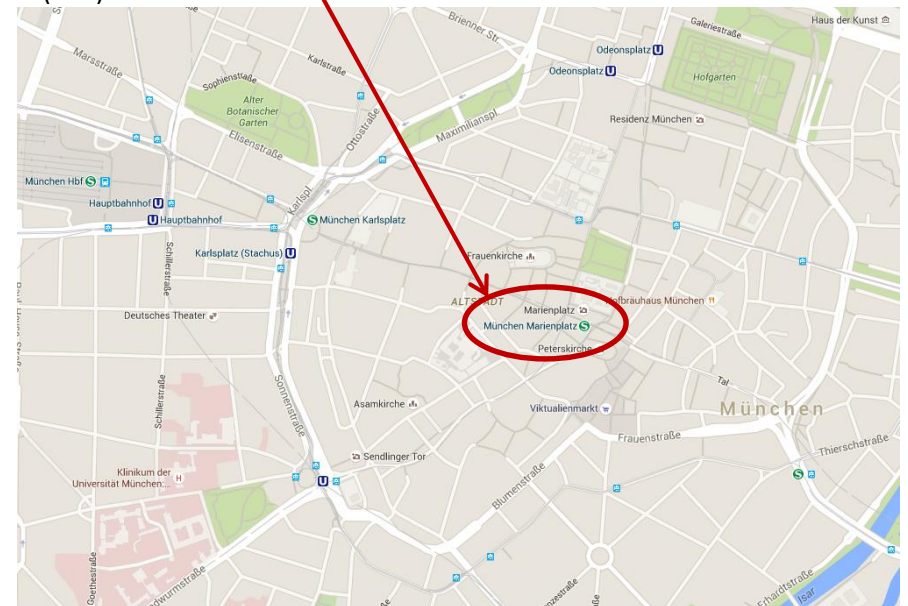 Brienner Str.
Galeriestraße
Haus der Kunst
Marsstraße
Karlstraße
Odeonsplatz U
Odeonsplatz U
Sophienstraße
Hofgarten
Alter
Botanischer
Garten
Ottostraße
Maximilianspl.
Residenz München
Elisenstraße
München Hbf S
Karlspl.
Hauptbahnhof U
U Hauptbahnhof
S München Karlsplatz
Karlsplatz (Stachus) U
Schillerstraße
Frauenkirche
ALTSTADT
Hofbräuhaus München
Marienplatz
Deutsches Theater
München Marienplatz S
Peterskirche
Tal
Sonnenstraße
Schillerstraße
Asamkirche
Viktualienmarkt
München
Frauenstraße
Thierschstraße
Sendlinger Tor
Klinikum der
Universität München...
H
U
S
Blumenstraße
Goethestraße
Erhardtstraße
Isar